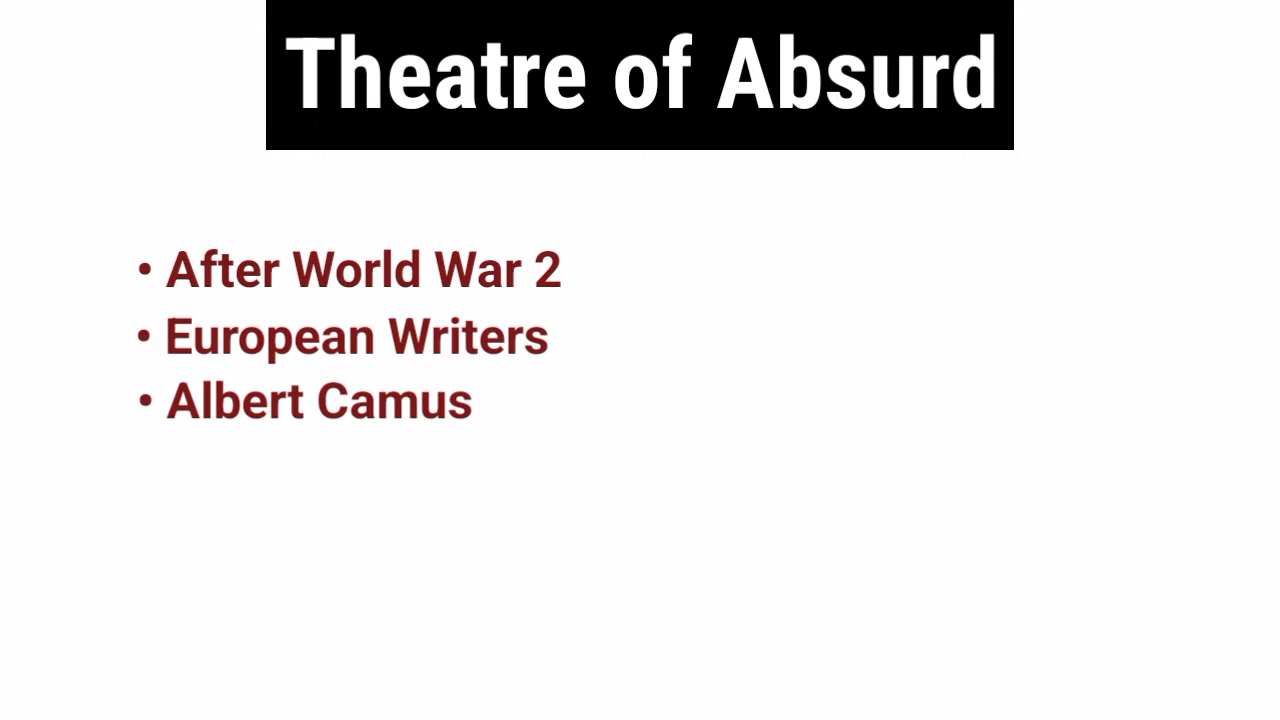 Theatre of Absurd
• After World War 2
• European Writers
• Albert Camus